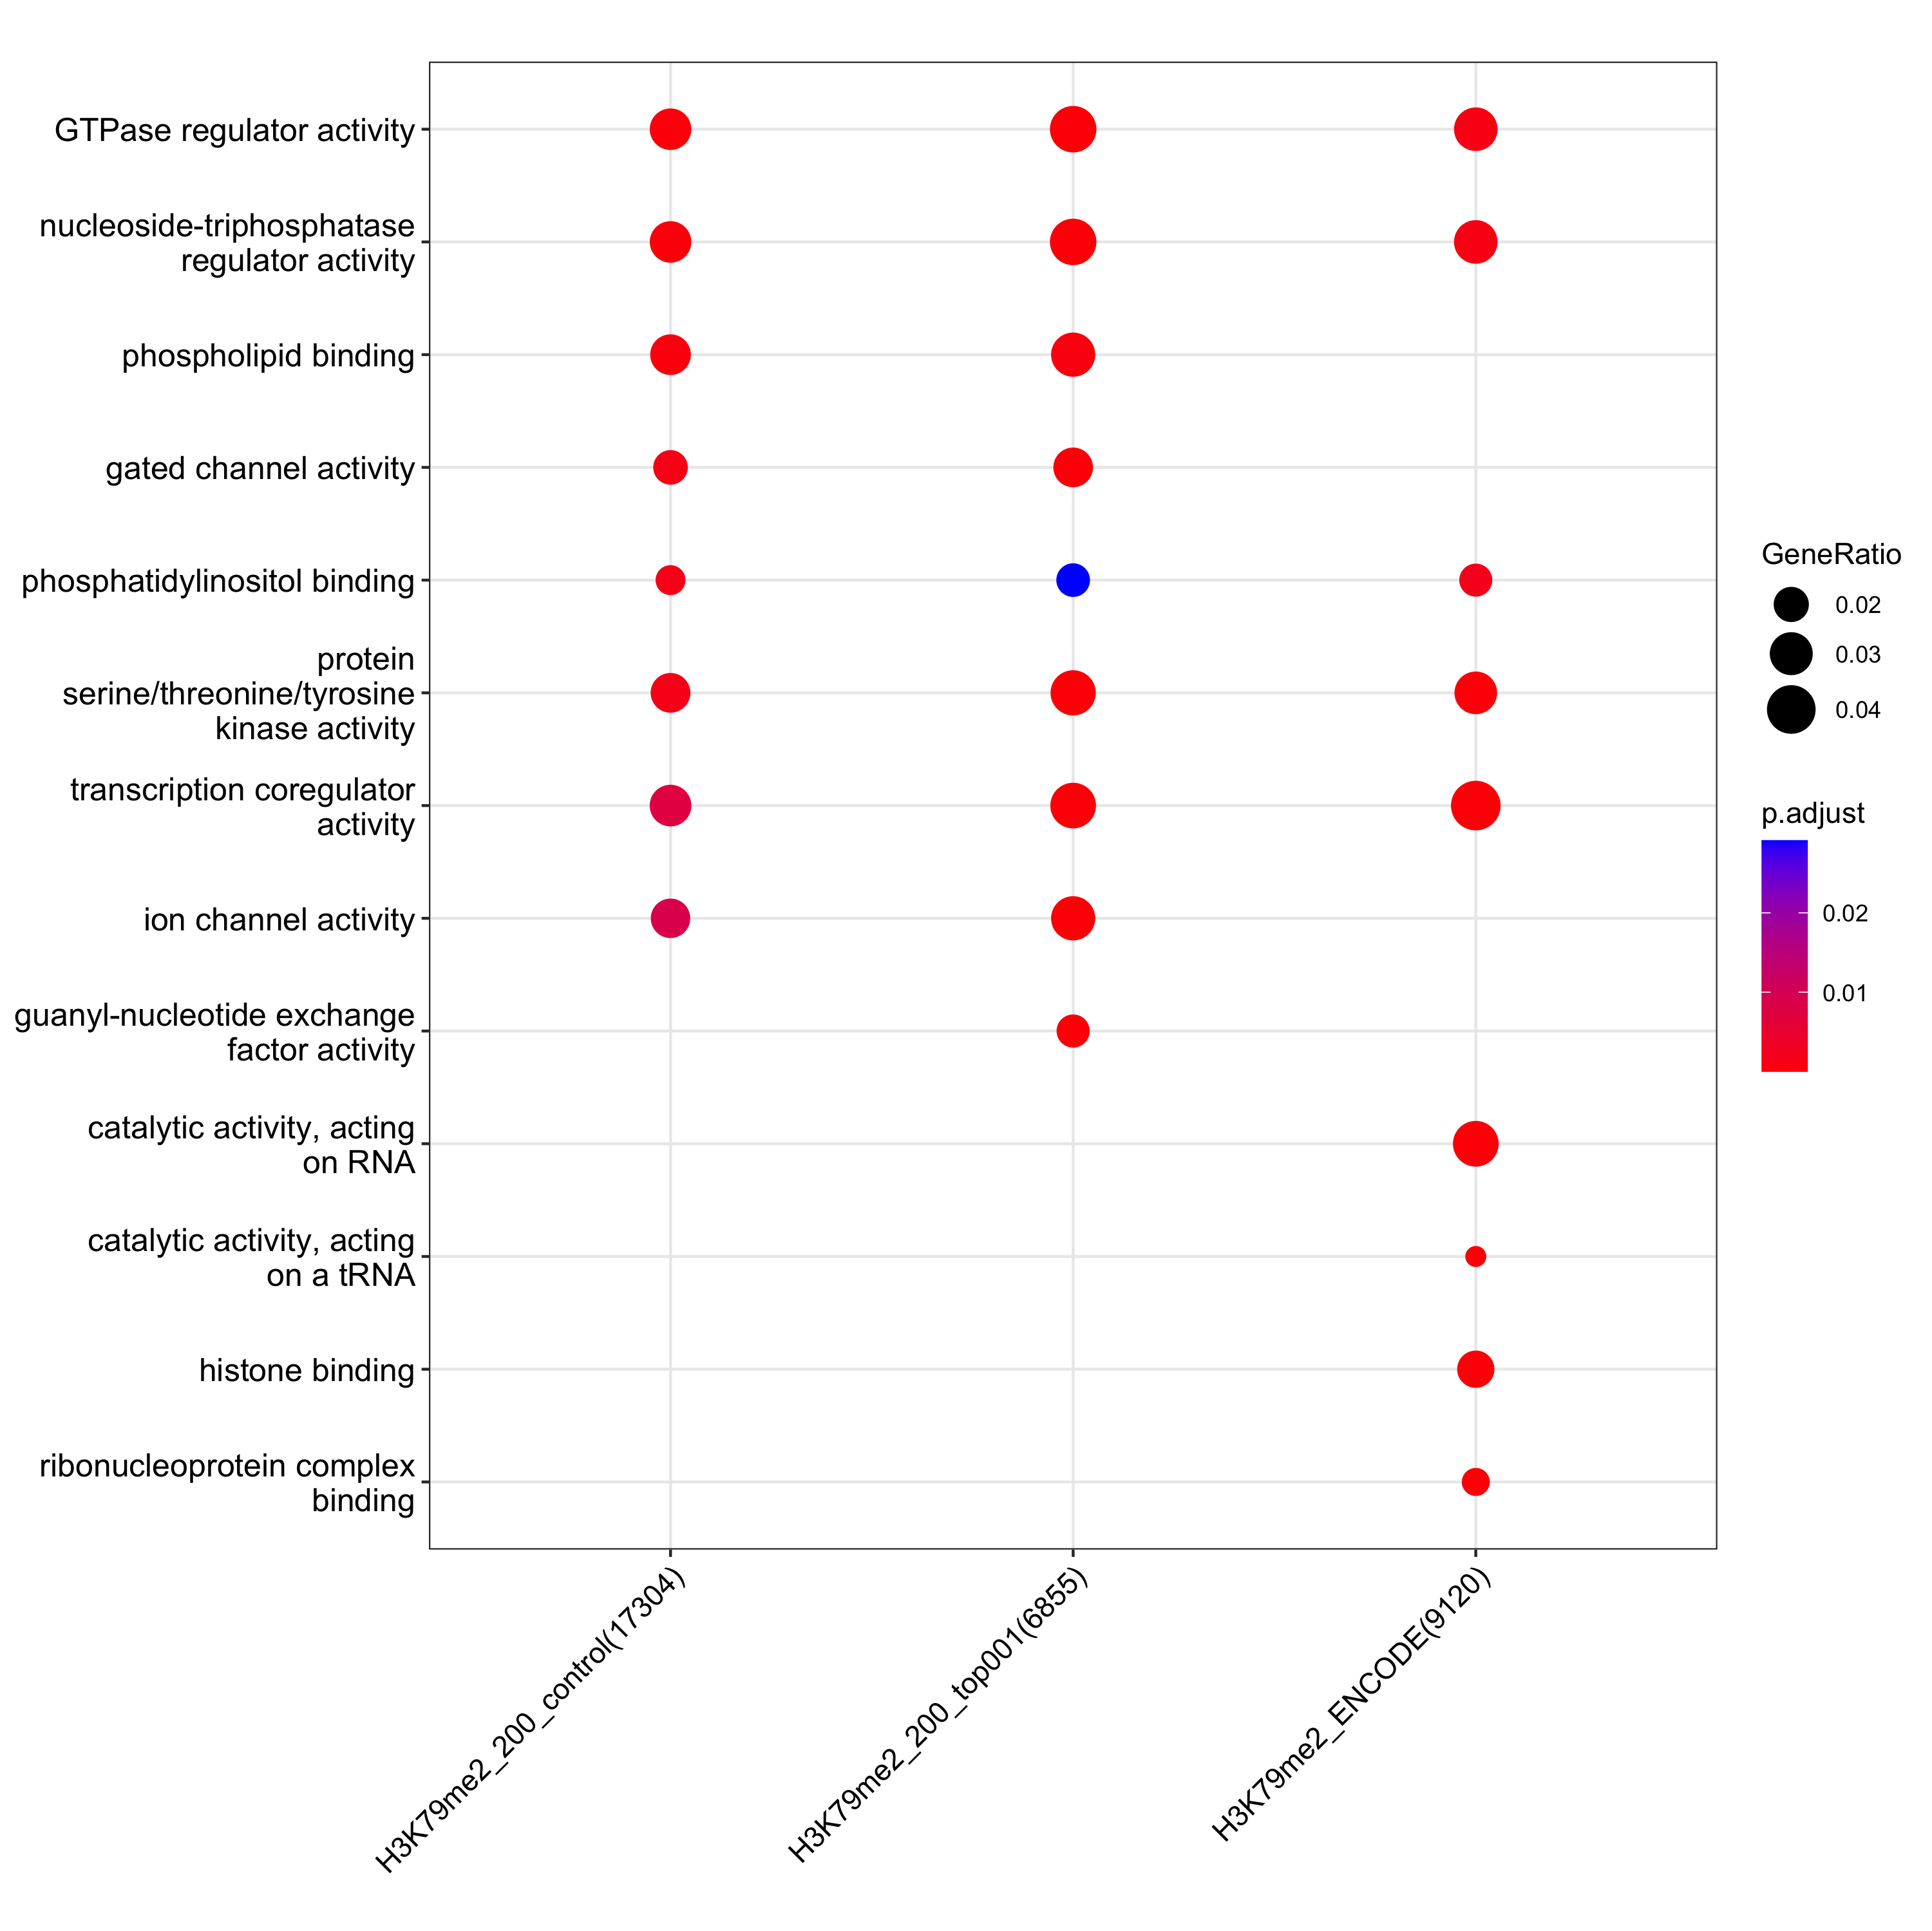 GTPase regulator activity
nucleoside-triphosphatase
regulator activity
phospholipid binding
gated channel activity
phosphatidylinositol binding
protein
serine/threonine/tyrosine
kinase activity
transcription coregulator
activity
ion channel activity
guanyl-nucleotide exchange
factor activity
catalytic activity, acting
on RNA
catalytic activity, acting
on a tRNA
histone binding
ribonucleoprotein complex
binding
H3K79me2_200_control(17304)
H3K79me2_200_top001(6855)
H3K79me2_ENCODE(9120)
GeneRatio
0.02
0.03
0.04
p.adjust
0.02
0.01